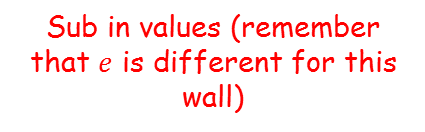 Sub in values (remember
that e is different for this
wall)